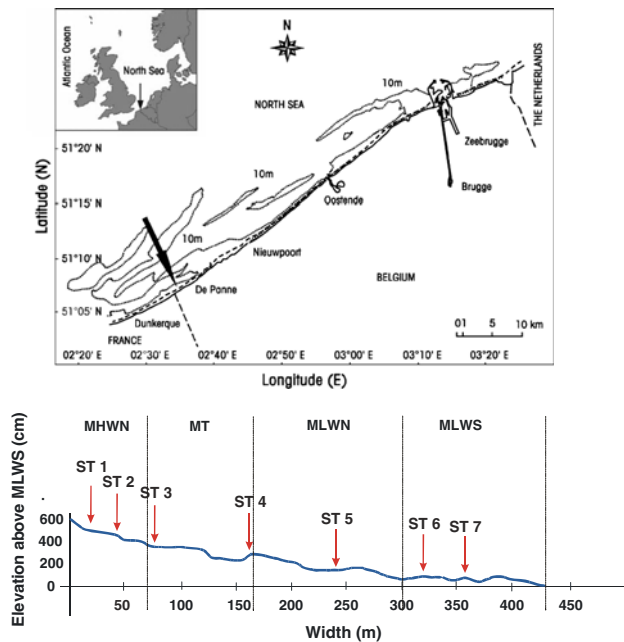 Atlantic Ocean
North Sea
N
NORTH SEA
THE NETHERLANDS
10m
Zeebrugge
Brugge
Oostende
10m
10m
Nieuwpoort
BELGIUM
De Panne
Dunkerque
FRANCE
01 5 10 km
Latitude (N)
51°20' N
51°15' N
51°10' N
51°05' N
02°20' E 02°30' E 02°40' E 02°50' E 03°00' E 03°10' E 03°20' E
Longitude (E)
Elevation above MLWS (cm)
MHWN MT MLWN MLWS
ST 1
ST 2
ST 3
ST 4
ST 5
ST 6
ST 7
600
400
200
0
50 100 150 200 250 300 350 400 450
Width (m)